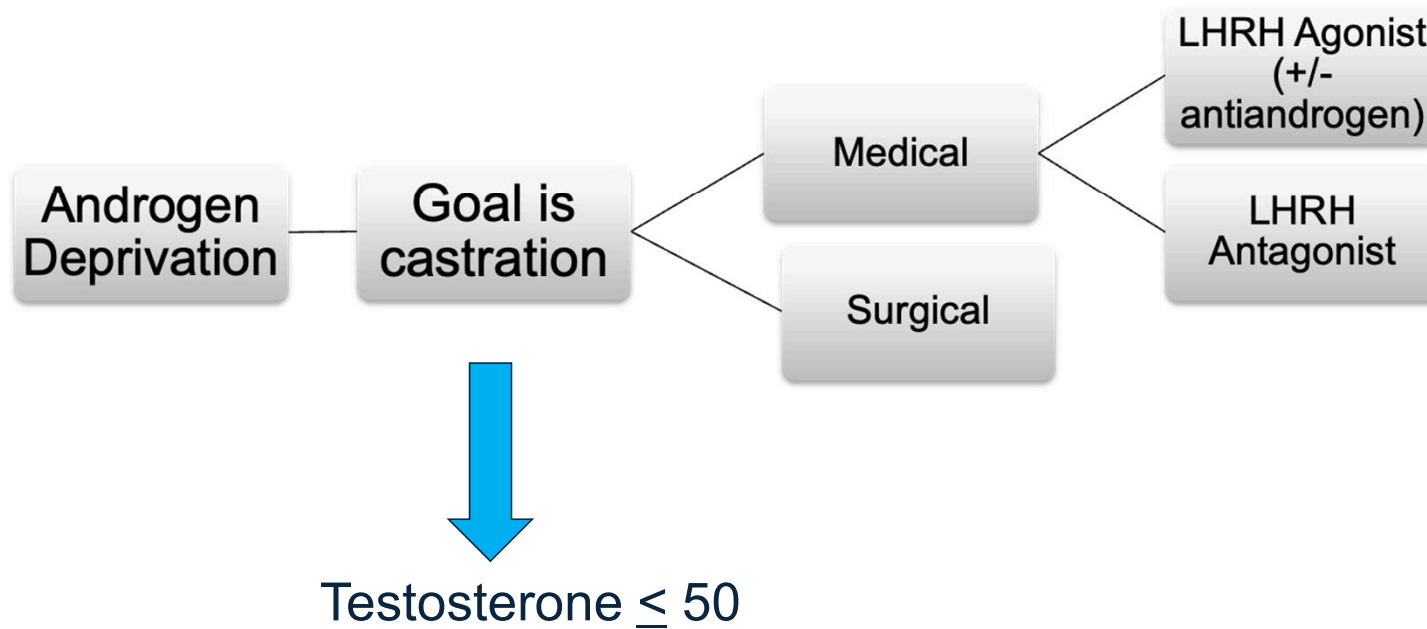 Androgen
Deprivation
Goal is
castration
Medical
Surgical
LHRH Agonist
(+/-
antiandrogen)
LHRH
Antagonist
Testosterone ≤ 50